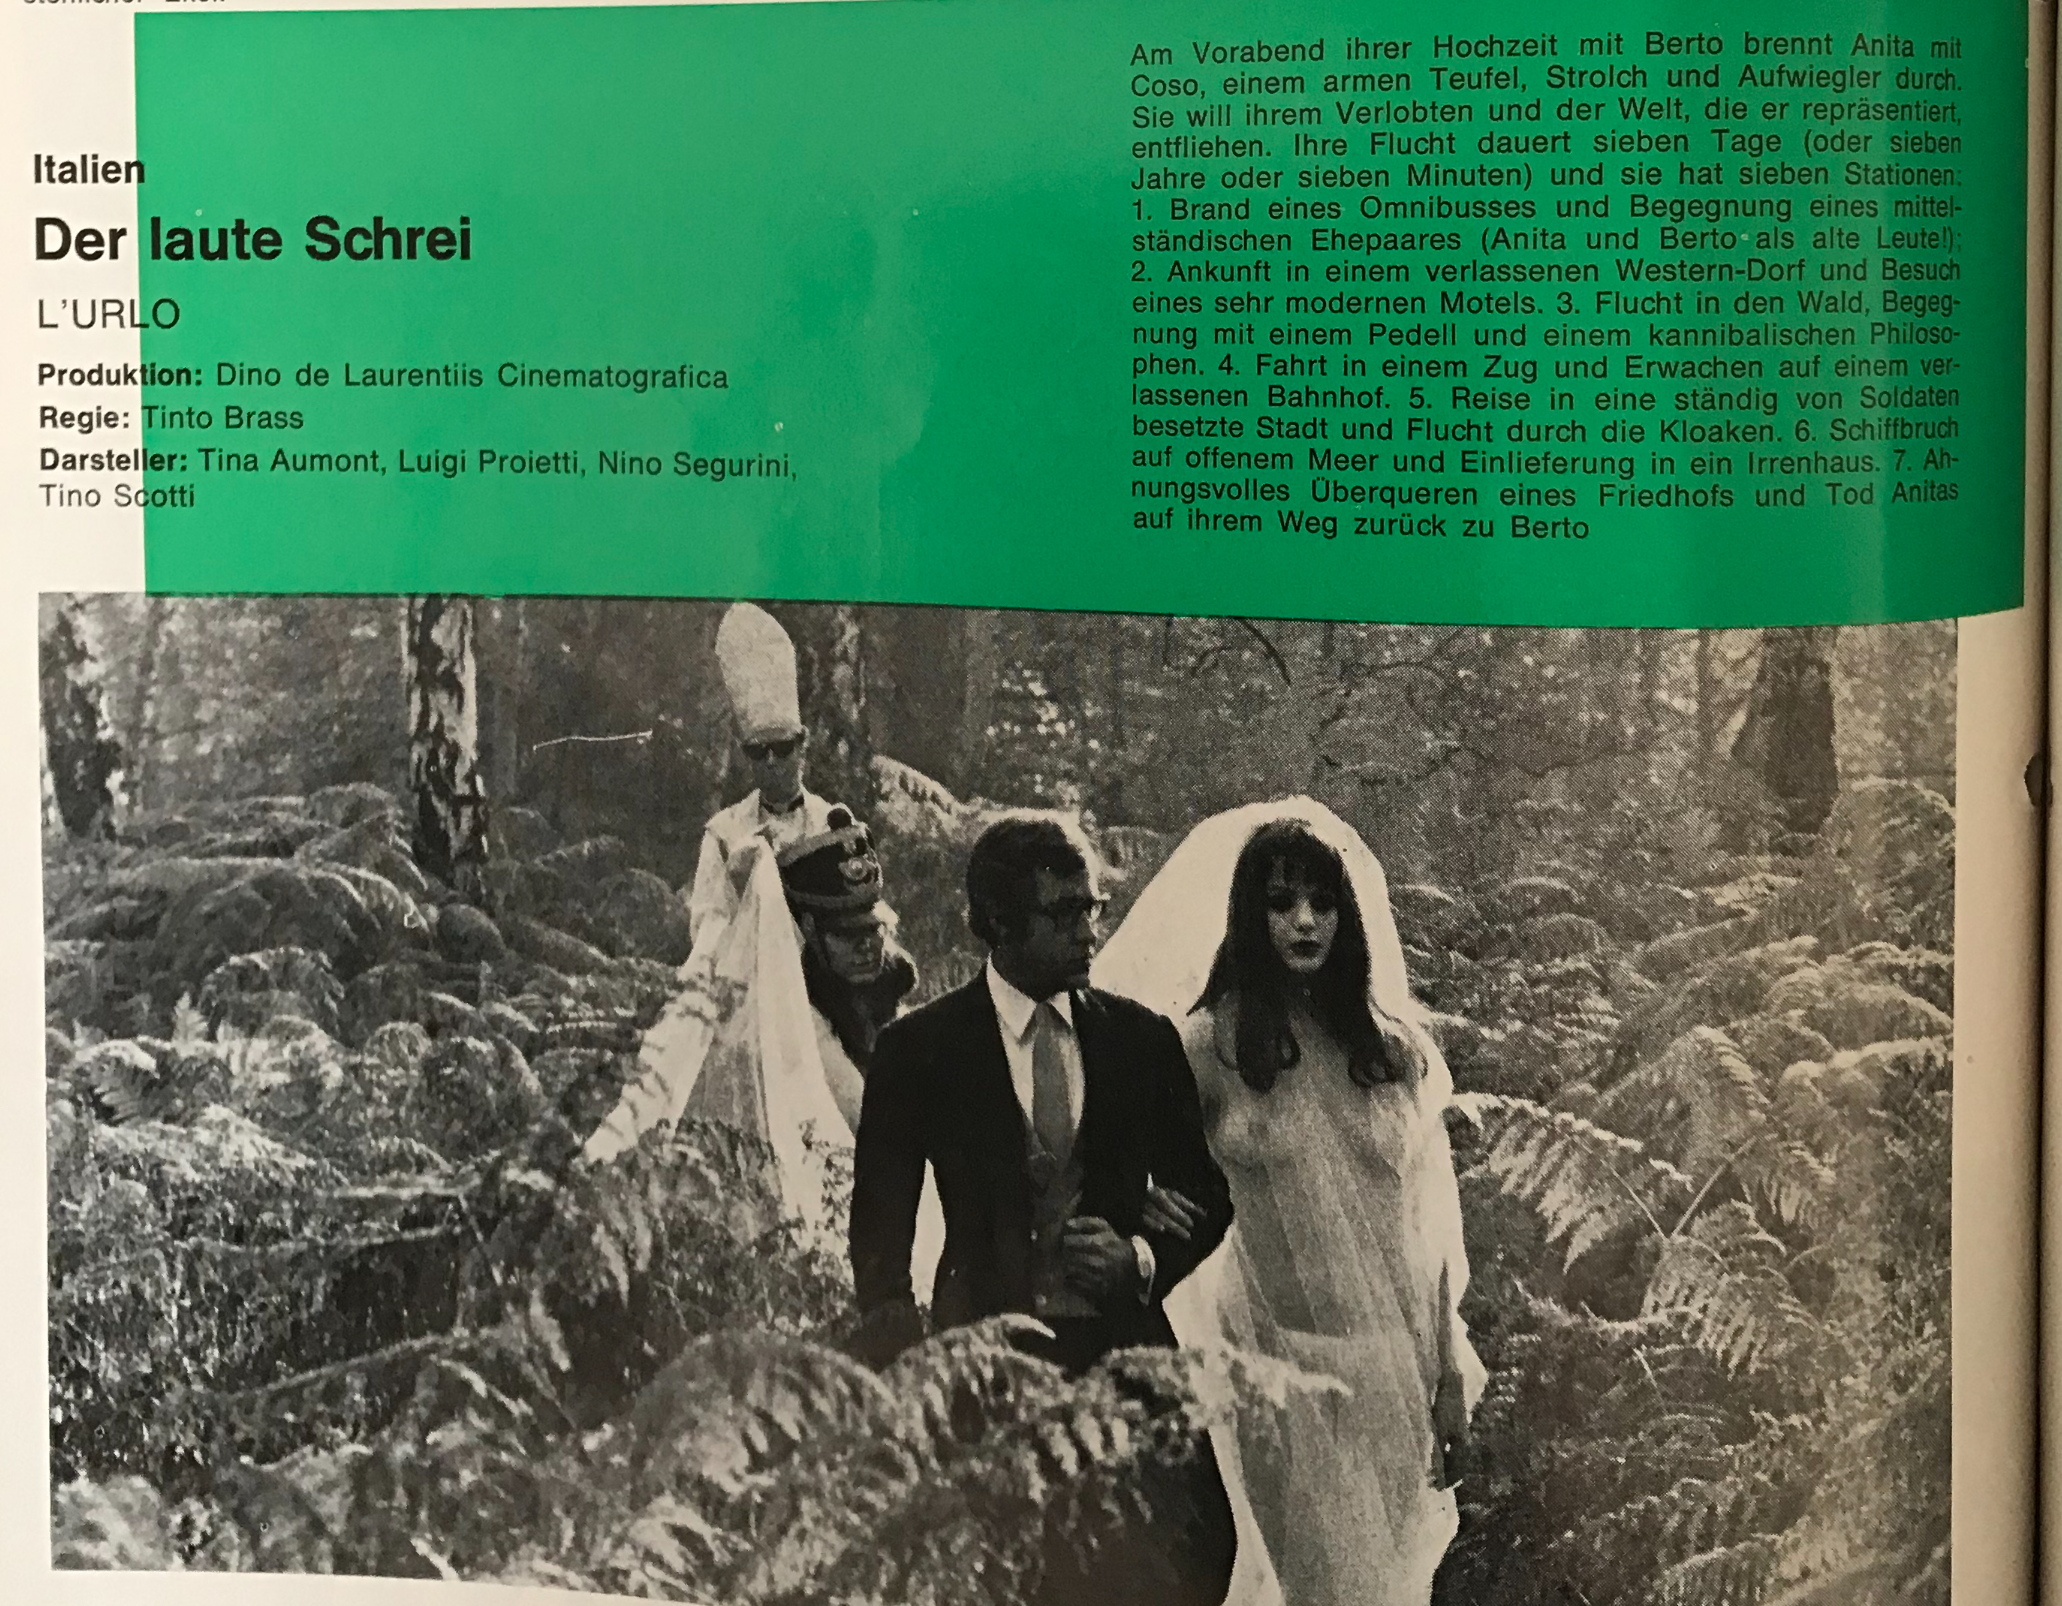 Italien
Der laute Schrei
L'URLO
Produktion: Dino de Laurentiis Cinematografica
Regie: Tinto Brass
Darsteller: Tina Aumont, Luigi Proietti, Nino Segurini,
Tino Scotti
Am Vorabend ihrer Hochzeit mit Berto brennt Anita mit
Coso, einem armen Teufel, Strolch und Aufwiegler durch.
Sie will ihrem Verlobten und der Welt, die er repräsentiert,
entfliehen. Ihre Flucht dauert sieben Tage (oder sieben
Jahre oder sieben Minuten) und sie hat sieben Stationen:
1. Brand eines Omnibusses und Begegnung eines mittel-
ständischen Ehepaares (Anita und Berto als alte Leute!);
2. Ankunft in einem verlassenen Western-Dorf und Besuch
eines sehr modernen Motels. 3. Flucht in den Wald, Begeg-
nung mit einem Pedell und einem kannibalischen Philoso-
phen. 4. Fahrt in einem Zug und Erwachen auf einem ver-
lassenen Bahnhof. 5. Reise in eine ständig von Soldaten
besetzte Stadt und Flucht durch die Kloaken. 6. Schiffbruch
auf offenem Meer und Einlieferung in ein Irrenhaus. 7. Ah-
nungsvolles Überqueren eines Friedhofs und Tod Anitas
auf ihrem Weg zurück zu Berto